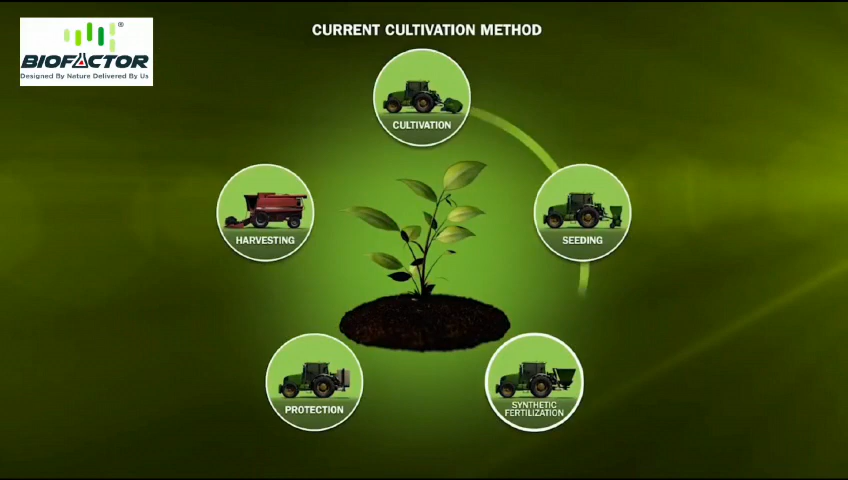 CURRENT CULTIVATION METHOD
®
BIOFACTOR
Designed By Nature Delivered By Us
CULTIVATION
HARVESTING
SEEDING
PROTECTION
SYNTHETIC
FERTILIZATION